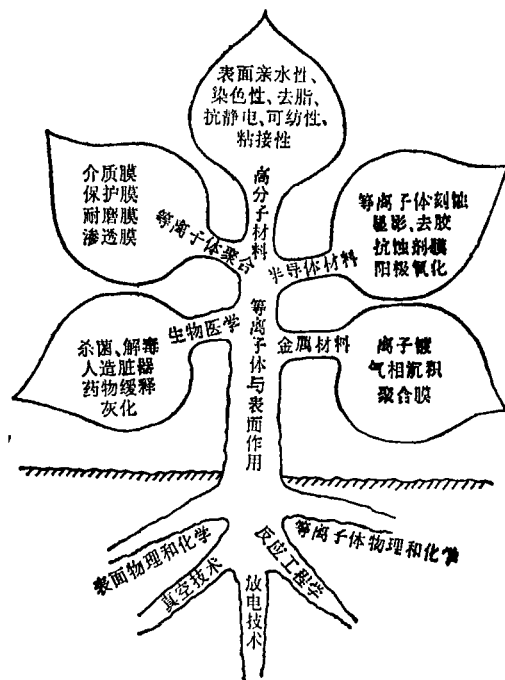 表面亲水性、
染色性、去脂、
抗静电、可纺性、
粘接性
高分子材料
介质膜
保护膜
耐磨膜
渗透膜
等离子体聚合
等离子体刻蚀
显影、去胶
抗蚀剂膜
阳极氧化
半导体材料
杀菌、解毒
人造脏器
药物缓释
灰化
生物医学
离子镀
气相沉积
聚合膜
金属材料
等离子体与表面作用
表面物理和化学
真空技术
放电技术
反应工程学
等离子体物理和化学